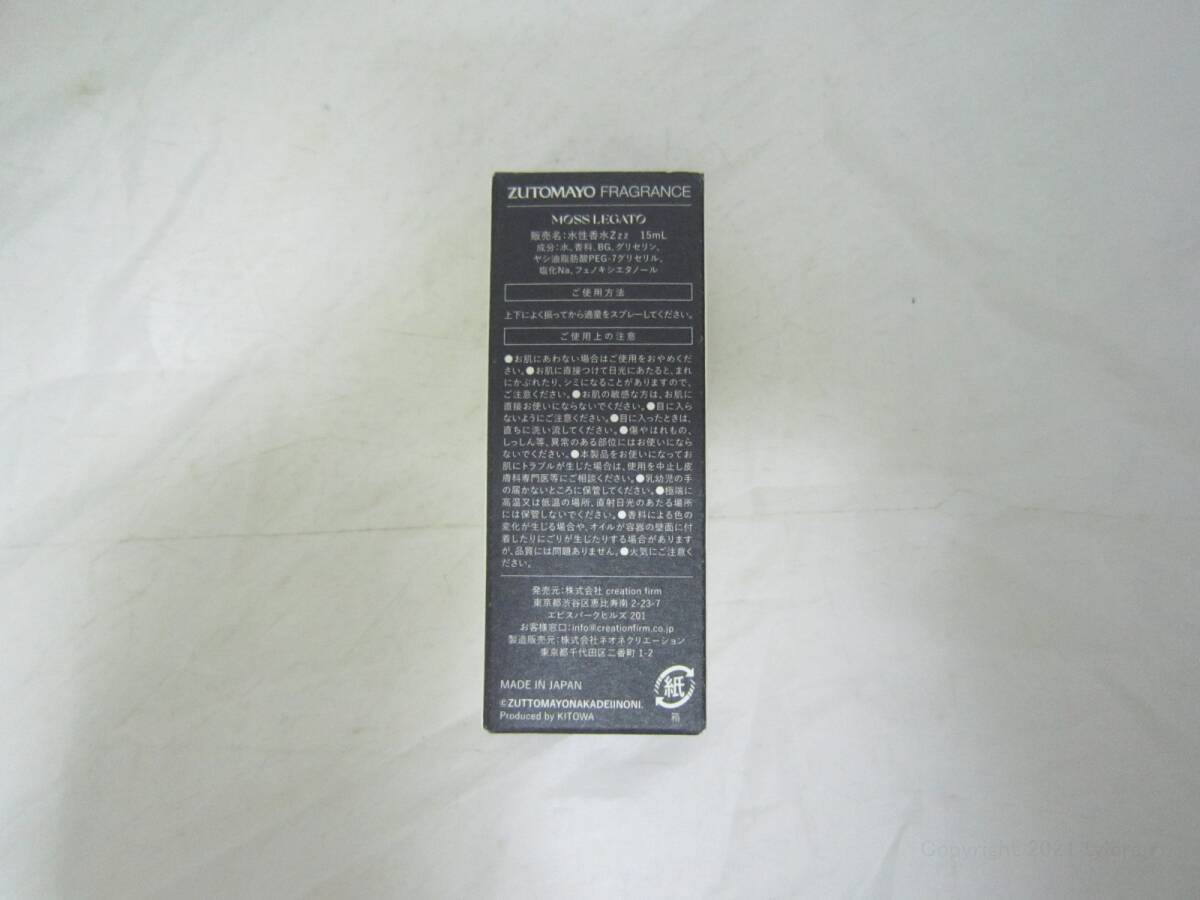 ZUTOMAYO FRAGRANCE
MOSS LEGATO
販売名:水性香水Zzz 15mL
成分:水、香料、BG、グリセリン、
ヤシ油脂肪酸PEG-7グリセリル、
塩化Na、フェノキシエタノール
ご使用方法
上下によく振ってから適量をスプレーしてください。
ご使用上の注意
●お肌にあわない場合はご使用をおやめくだ
さい。●お肌に直接つけて日光にあたると、まれ
にかぶれたり、シミになることがありますので、
ご注意ください。●お肌の敏感な方は、お肌に
直接お使いにならないでください。●目に入ら
ないようにご注意ください。●目に入ったときは、
直ちに洗い流してください。●傷やはれもの、
しっしん等、異常のある部位にはお使いになら
ないでください。●本製品をお使いになってお
肌にトラブルが生じた場合は、使用を中止し皮
膚科専門医等にご相談ください。●乳幼児の手
の届かないところに保管してください。●極端に
高温又は低温の場所、直射日光のあたる場所
には保管しないでください。●香料による色の
変化が生じる場合や、オイルが容器の壁面に付
着したりにごりが生じたりする場合があります
が、品質には問題ありません。●火気にご注意く
ださい。
発売元:株式会社 creation firm
東京都渋谷区恵比寿南 2-23-7
エビスパークヒルズ 201
お客様窓口:info@creationfirm.co.jp
製造販売元:株式会社ネオネクリエーション
東京都千代田区二番町 1-2
MADE IN JAPAN
紙
©ZUTTOMAYONAKADEIINONI.
Produced by KITOWA
箱